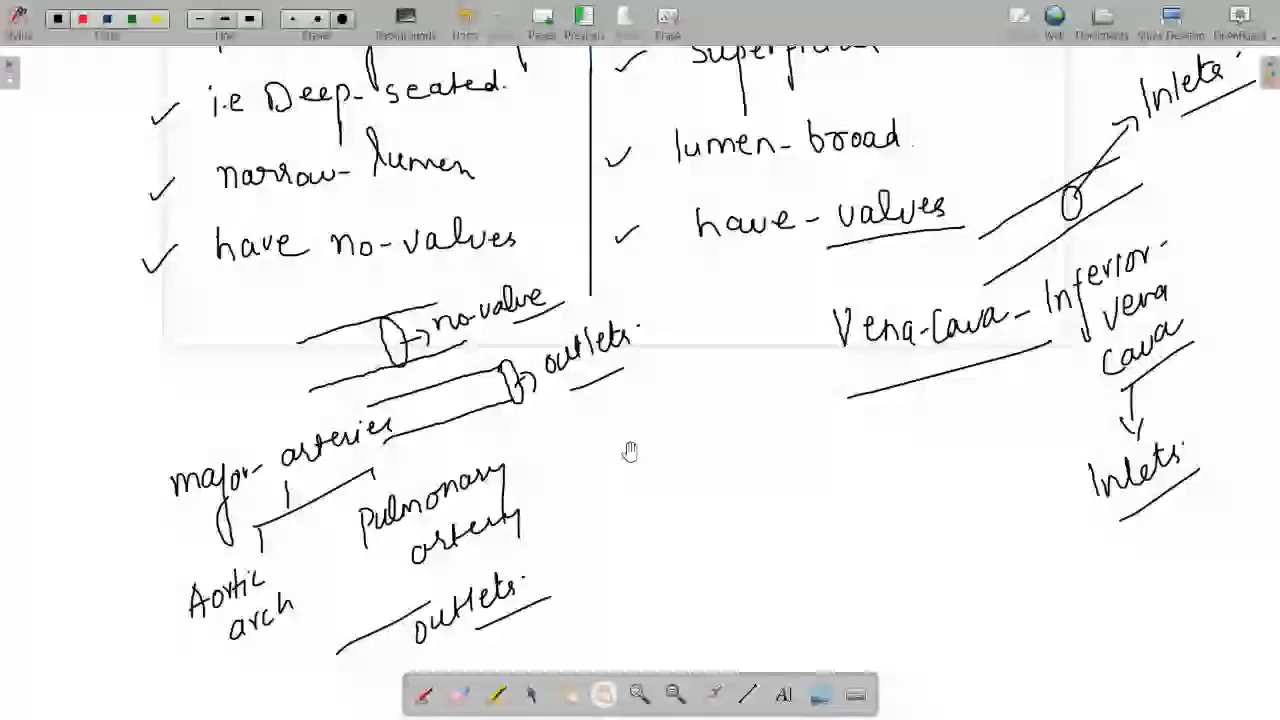 Web
i.e Deep-seated.
narrow-lumen
have no-valves
no-valve
outlets.
major-arteries
Pulmonary
artery
Aortic
arch
outlets.
lumen-broad.
have-valves
Inlets.
Vena-cava-Inferior-
vena
cava
Inlets.